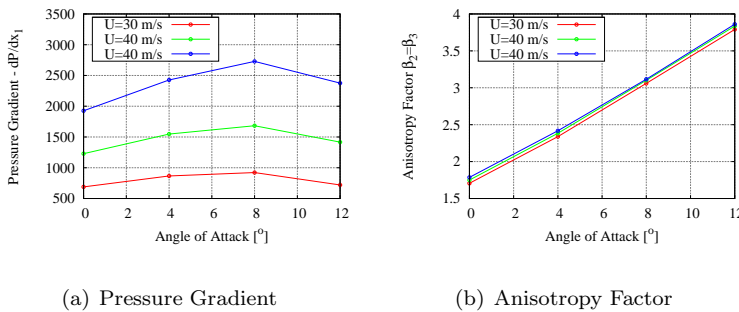 3500
3000
2500
2000
1500
1000
500
Pressure Gradient - dP/dx₁
U=30 m/s
U=40 m/s
U=40 m/s
0 2 4 6 8 10 12
Angle of Attack [°]
(a) Pressure Gradient
4
3.5
3
2.5
2
1.5
Anisotropy Factor β₂=β₃
U=30 m/s
U=40 m/s
U=40 m/s
0 2 4 6 8 10 12
Angle of Attack [°]
(b) Anisotropy Factor